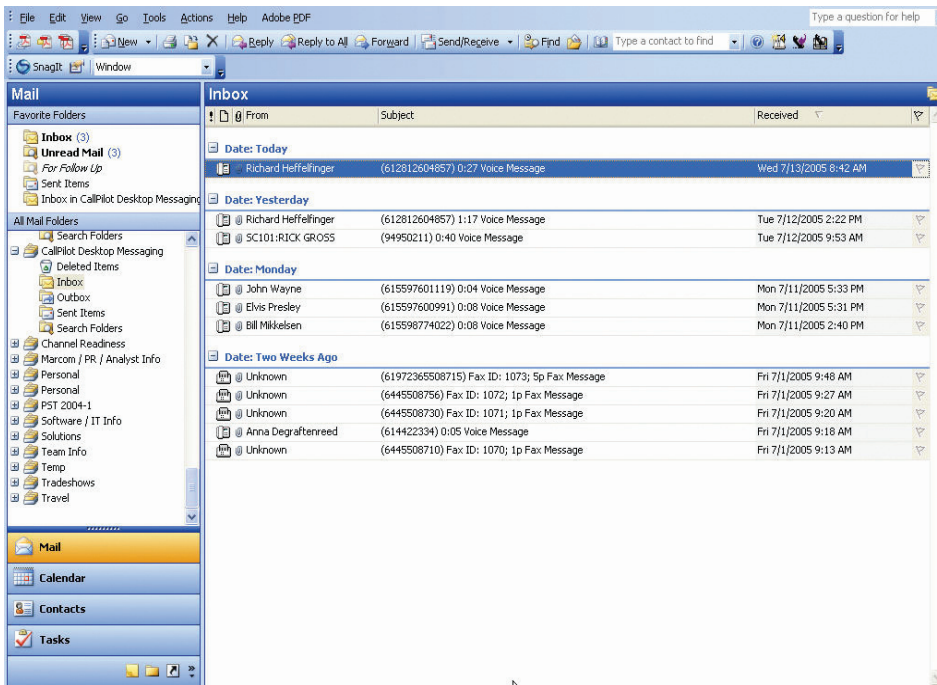 File Edit View Go Tools Actions Help Adobe PDF Type a question for help
New Reply Reply to All Forward Send/Receive Find Type a contact to find
SnagIt Window
Mail Inbox
Favorite Folders From Subject Received
Inbox (3)
Unread Mail (3)
For Follow Up
Sent Items
Inbox in CallPilot Desktop Messaging
All Mail Folders
Search Folders
CallPilot Desktop Messaging
Deleted Items
Inbox
Outbox
Sent Items
Search Folders
Channel Readiness
Marcom / PR / Analyst Info
Personal
Personal
PST 2004-1
Software / IT Info
Solutions
Team Info
Temp
Tradeshows
Travel
Mail
Calendar
Contacts
Tasks
Date: Today
Richard Heffelfinger (612812604857) 0:27 Voice Message Wed 7/13/2005 8:42 AM
Date: Yesterday
Richard Heffelfinger (612812604857) 1:17 Voice Message Tue 7/12/2005 2:22 PM
SC101:RICK GROSS (94950211) 0:40 Voice Message Tue 7/12/2005 9:53 AM
Date: Monday
John Wayne (615597601119) 0:04 Voice Message Mon 7/11/2005 5:33 PM
Elvis Presley (615597600991) 0:08 Voice Message Mon 7/11/2005 5:31 PM
Bill Mikkelsen (615598774022) 0:08 Voice Message Mon 7/11/2005 2:40 PM
Date: Two Weeks Ago
Unknown (61972365508715) Fax ID: 1073; 5p Fax Message Fri 7/1/2005 9:48 AM
Unknown (6445508756) Fax ID: 1072; 1p Fax Message Fri 7/1/2005 9:27 AM
Unknown (6445508730) Fax ID: 1071; 1p Fax Message Fri 7/1/2005 9:20 AM
Anna Degraftenreed (614422334) 0:05 Voice Message Fri 7/1/2005 9:18 AM
Unknown (6445508710) Fax ID: 1070; 1p Fax Message Fri 7/1/2005 9:13 AM